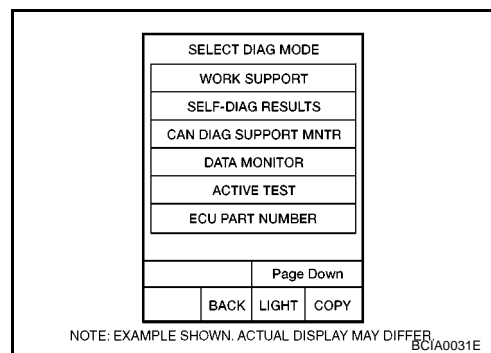 SELECT DIAG MODE
WORK SUPPORT
SELF-DIAG RESULTS
CAN DIAG SUPPORT MNTR
DATA MONITOR
ACTIVE TEST
ECU PART NUMBER
Page Down
BACK LIGHT COPY
NOTE: EXAMPLE SHOWN. ACTUAL DISPLAY MAY DIFFER.
BCIA0031E